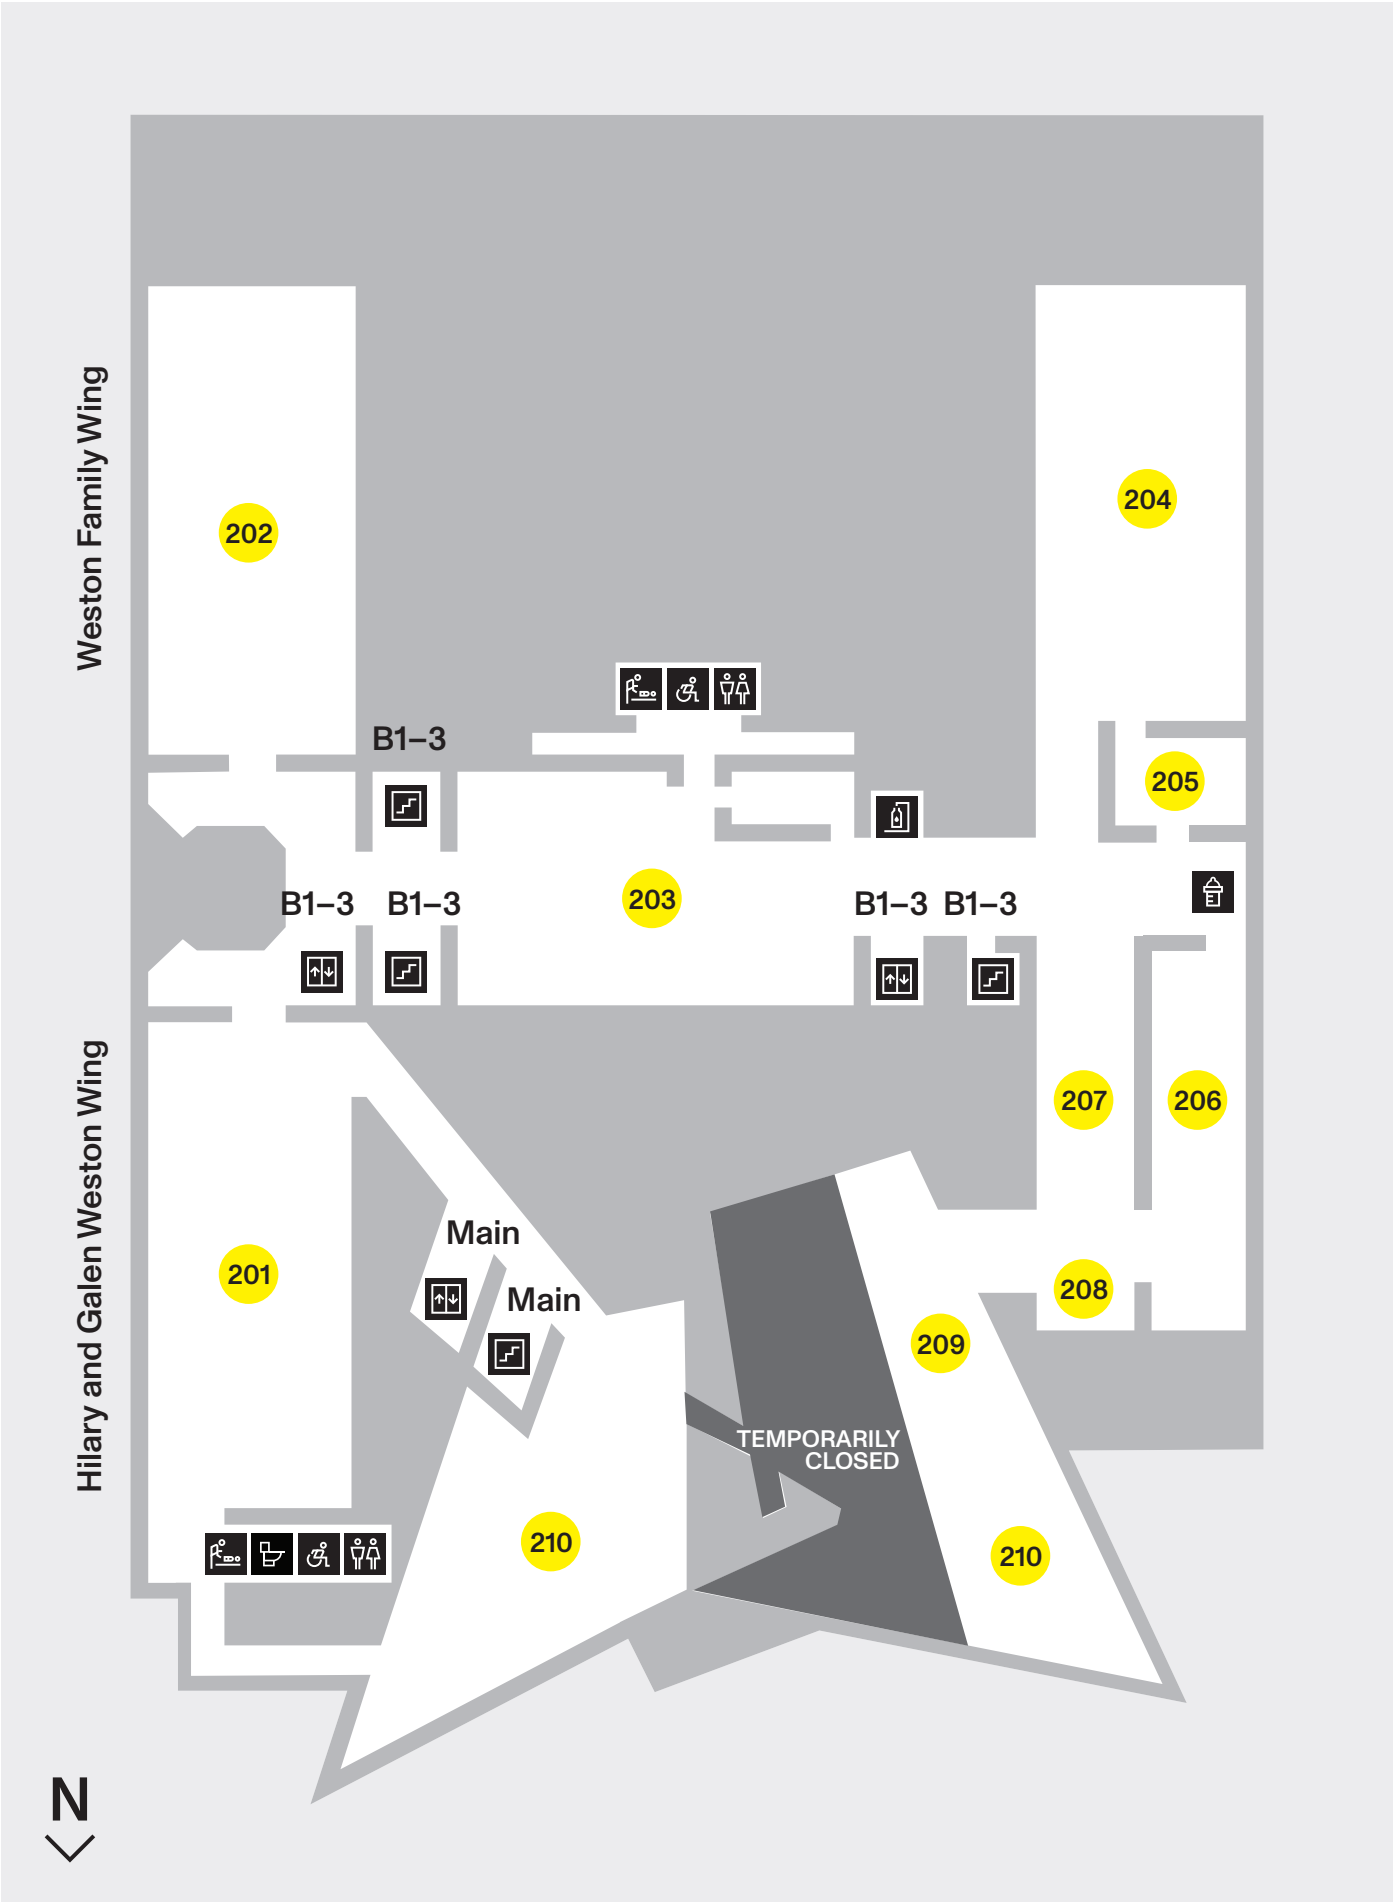 Weston Family Wing
202
204
B1–3
205
B1–3
B1–3
203
B1–3
B1–3
Hilary and Galen Weston Wing
207
206
Main
201
208
Main
209
TEMPORARILY
CLOSED
210
210
N